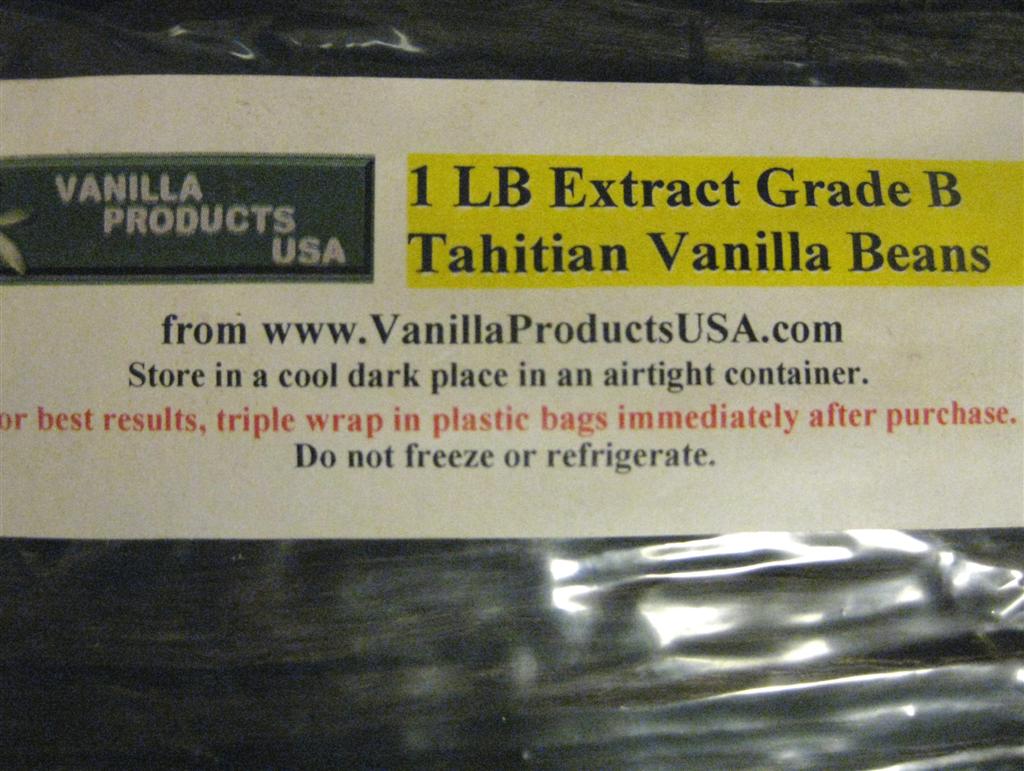 VANILLA
PRODUCTS
USA
1 LB Extract Grade B
Tahitian Vanilla Beans
from www.VanillaProductsUSA.com
Store in a cool dark place in an airtight container.
or best results, triple wrap in plastic bags immediately after purchase.
Do not freeze or refrigerate.